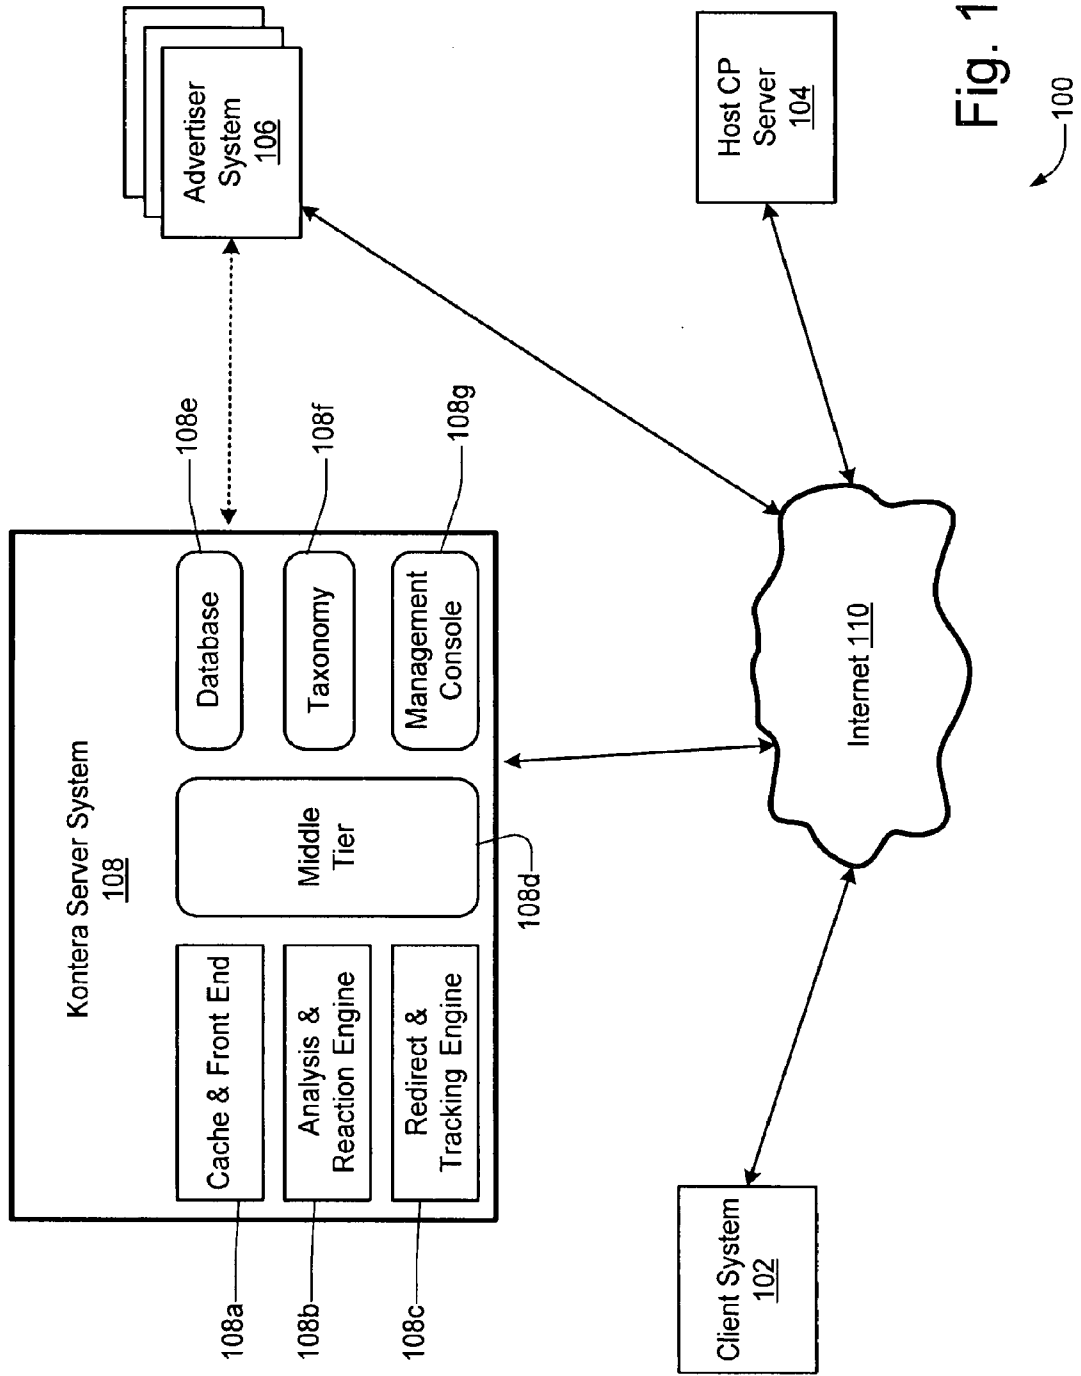 Kontera Server System
108
108a
Cache & Front End
108b
Analysis &
Reaction Engine
108c
Redirect &
Tracking Engine
Middle
Tier
108d
Database
108e
Taxonomy
108f
Management
Console
108g
Advertiser
System
106
Client System
102
Internet 110
Host CP
Server
104
Fig. 1
100